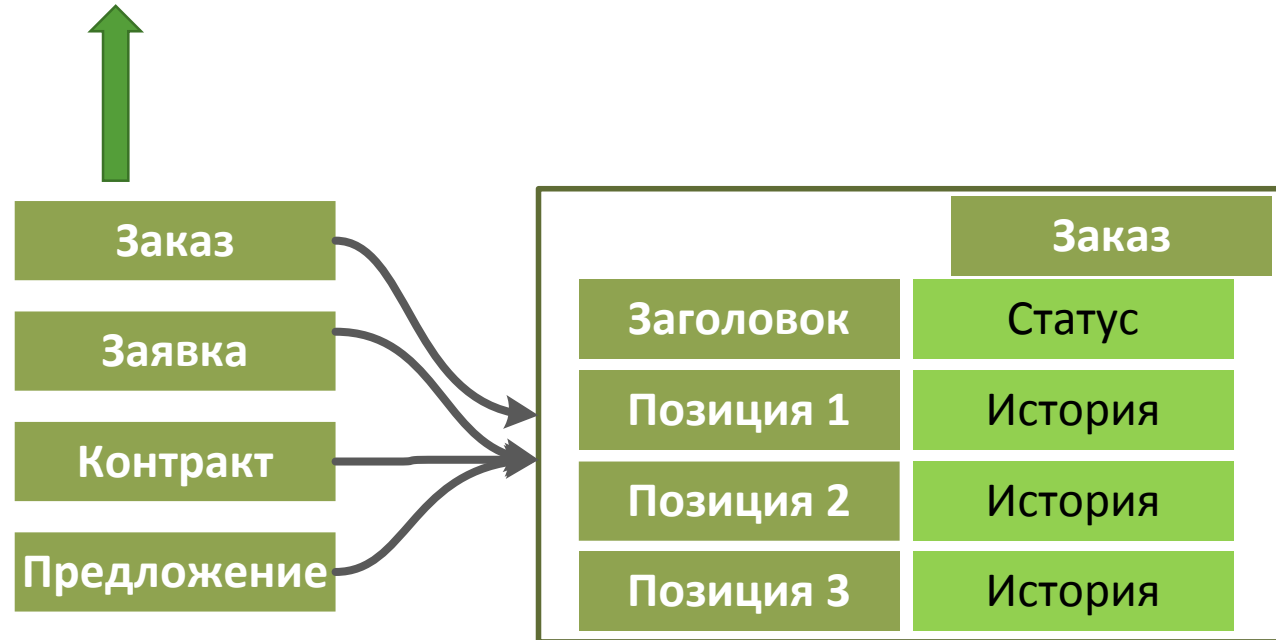 Заказ
Заявка
Контракт
Предложение
Заказ
Заголовок Статус
Позиция 1 История
Позиция 2 История
Позиция 3 История